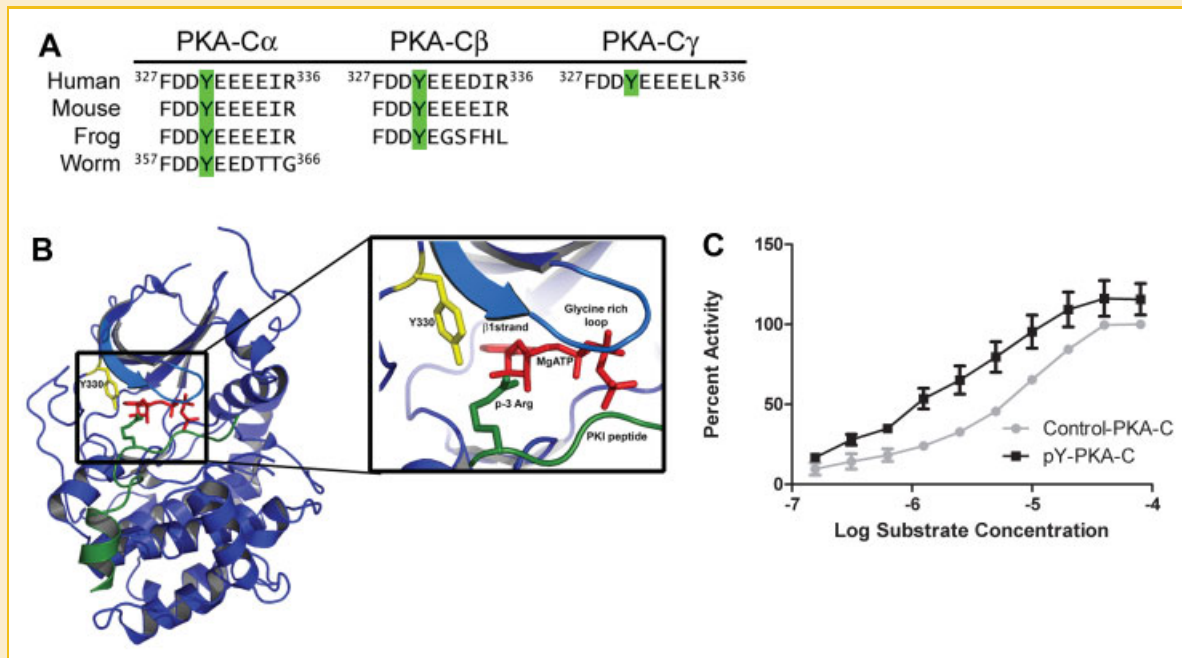 A
PKA-Cα PKA-Cβ PKA-Cγ
Human ³²⁷FDDYEEEEIR³³⁶ ³²⁷FDDYEEEDIR³³⁶ ³²⁷FDDYEEEELR³³⁶
Mouse FDDYEEEEIR FDDYEEEEIR
Frog FDDYEEEEIR FDDYEGSFHL
Worm ³⁵⁷FDDYEEDTTG³⁶⁶
B
Y330
Y330
β1strand
Glycine rich
loop
MgATP
p-3 Arg
PKI peptide
C
Percent Activity
150
100
50
0
-7 -6 -5 -4
Log Substrate Concentration
Control-PKA-C
pY-PKA-C